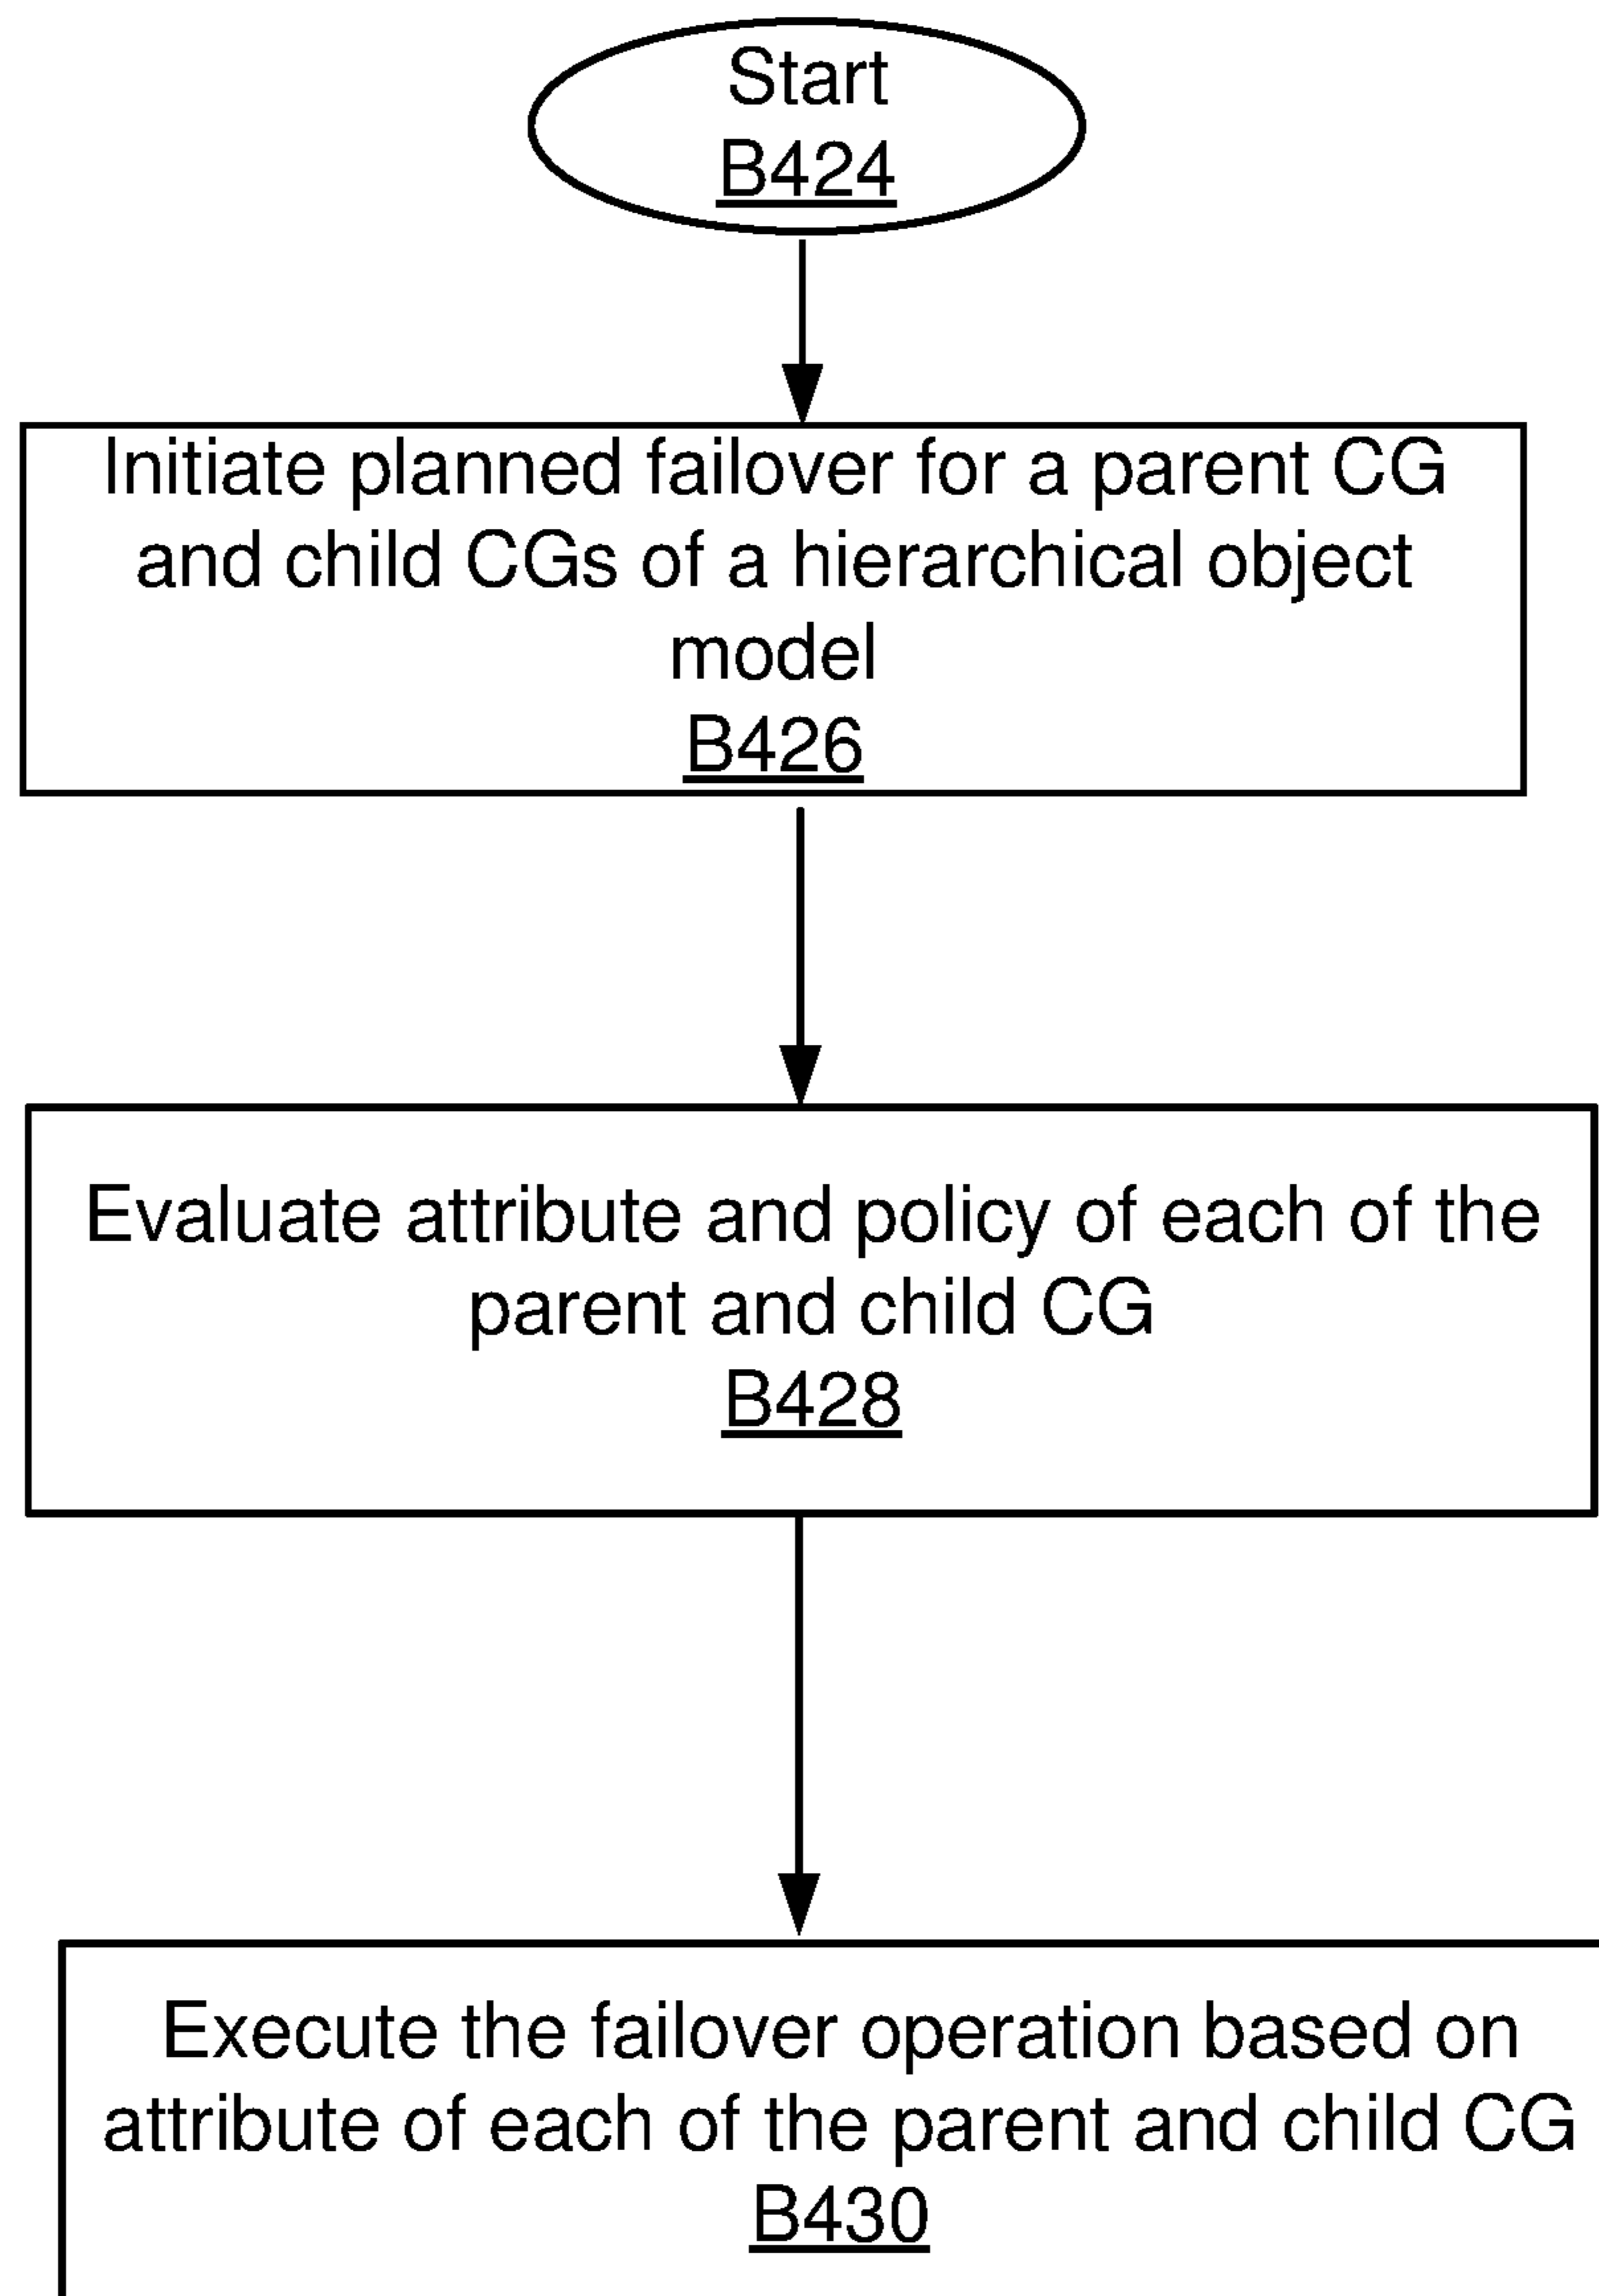 Start
B424
Initiate planned failover for a parent CG
and child CGs of a hierarchical object
model
B426
Evaluate attribute and policy of each of the
parent and child CG
B428
Execute the failover operation based on
attribute of each of the parent and child CG
B430